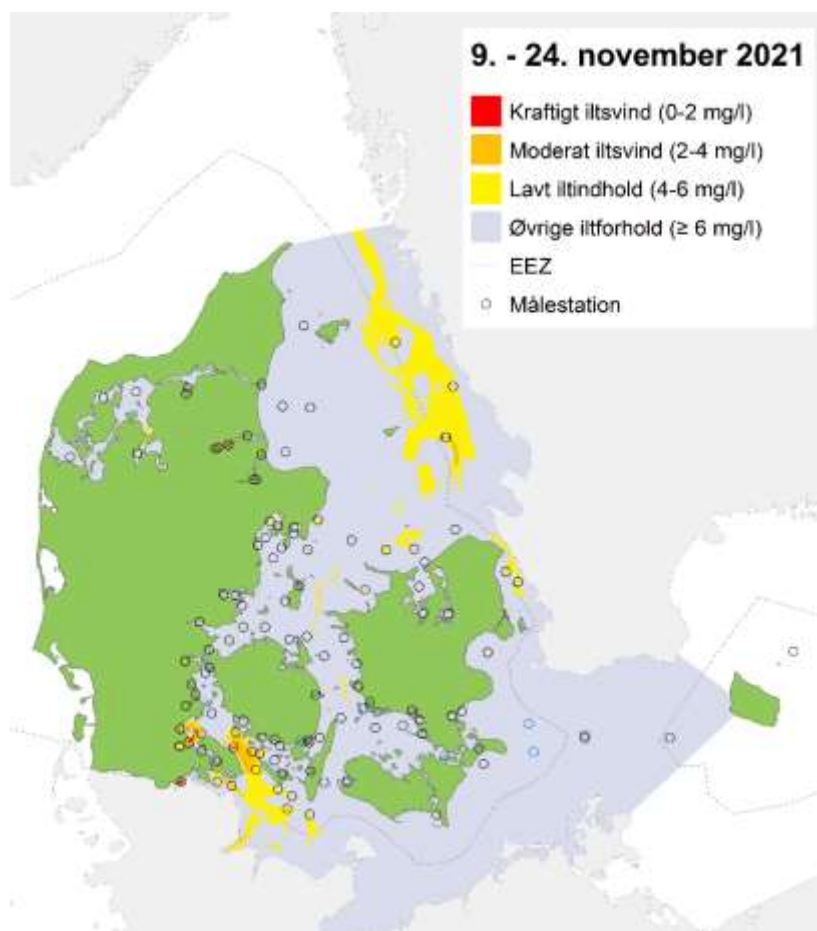 9. - 24. november 2021
Kraftigt iltsvind (0-2 mg/l)
Moderat iltsvind (2-4 mg/l)
Lavt iltindhold (4-6 mg/l)
Øvrige iltforhold (≥ 6 mg/l)
EEZ
Målestation